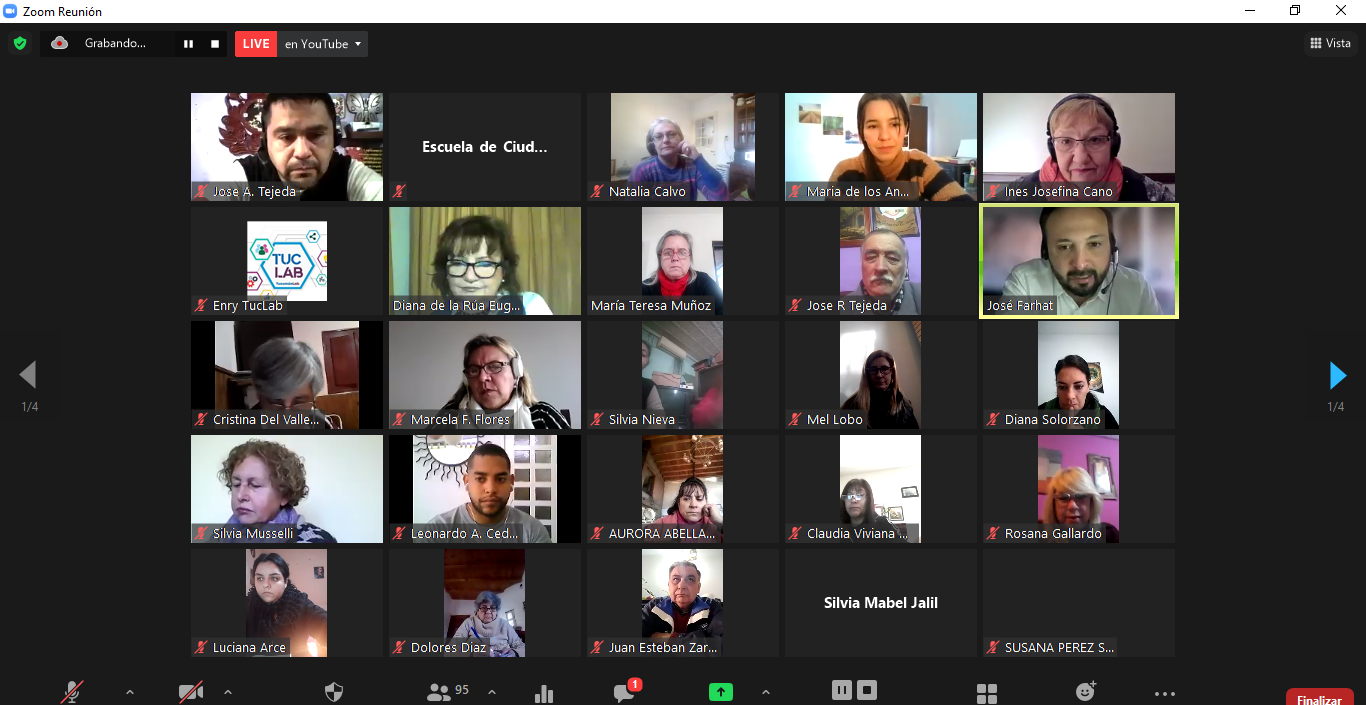 Zoom Reunión
Grabando...
LIVE
en YouTube
Vista
Jose A. Tejeda
Escuela de Ciud...
Natalia Calvo
Maria de los An...
Ines Josefina Cano
TUC
LAB
Enry TucLab
Diana de la Rúa Eug...
María Teresa Muñoz
Jose R Tejeda
José Farhat
1/4
1/4
Cristina Del Valle...
Marcela F. Flores
Silvia Nieva
Mel Lobo
Diana Solorzano
Silvia Musselli
Leonardo A. Ced...
AURORA ABELLA...
Claudia Viviana ...
Rosana Gallardo
Silvia Mabel Jalil
Luciana Arce
Dolores Diaz
Juan Esteban Zar...
SUSANA PEREZ S...
95
1
Finalizar